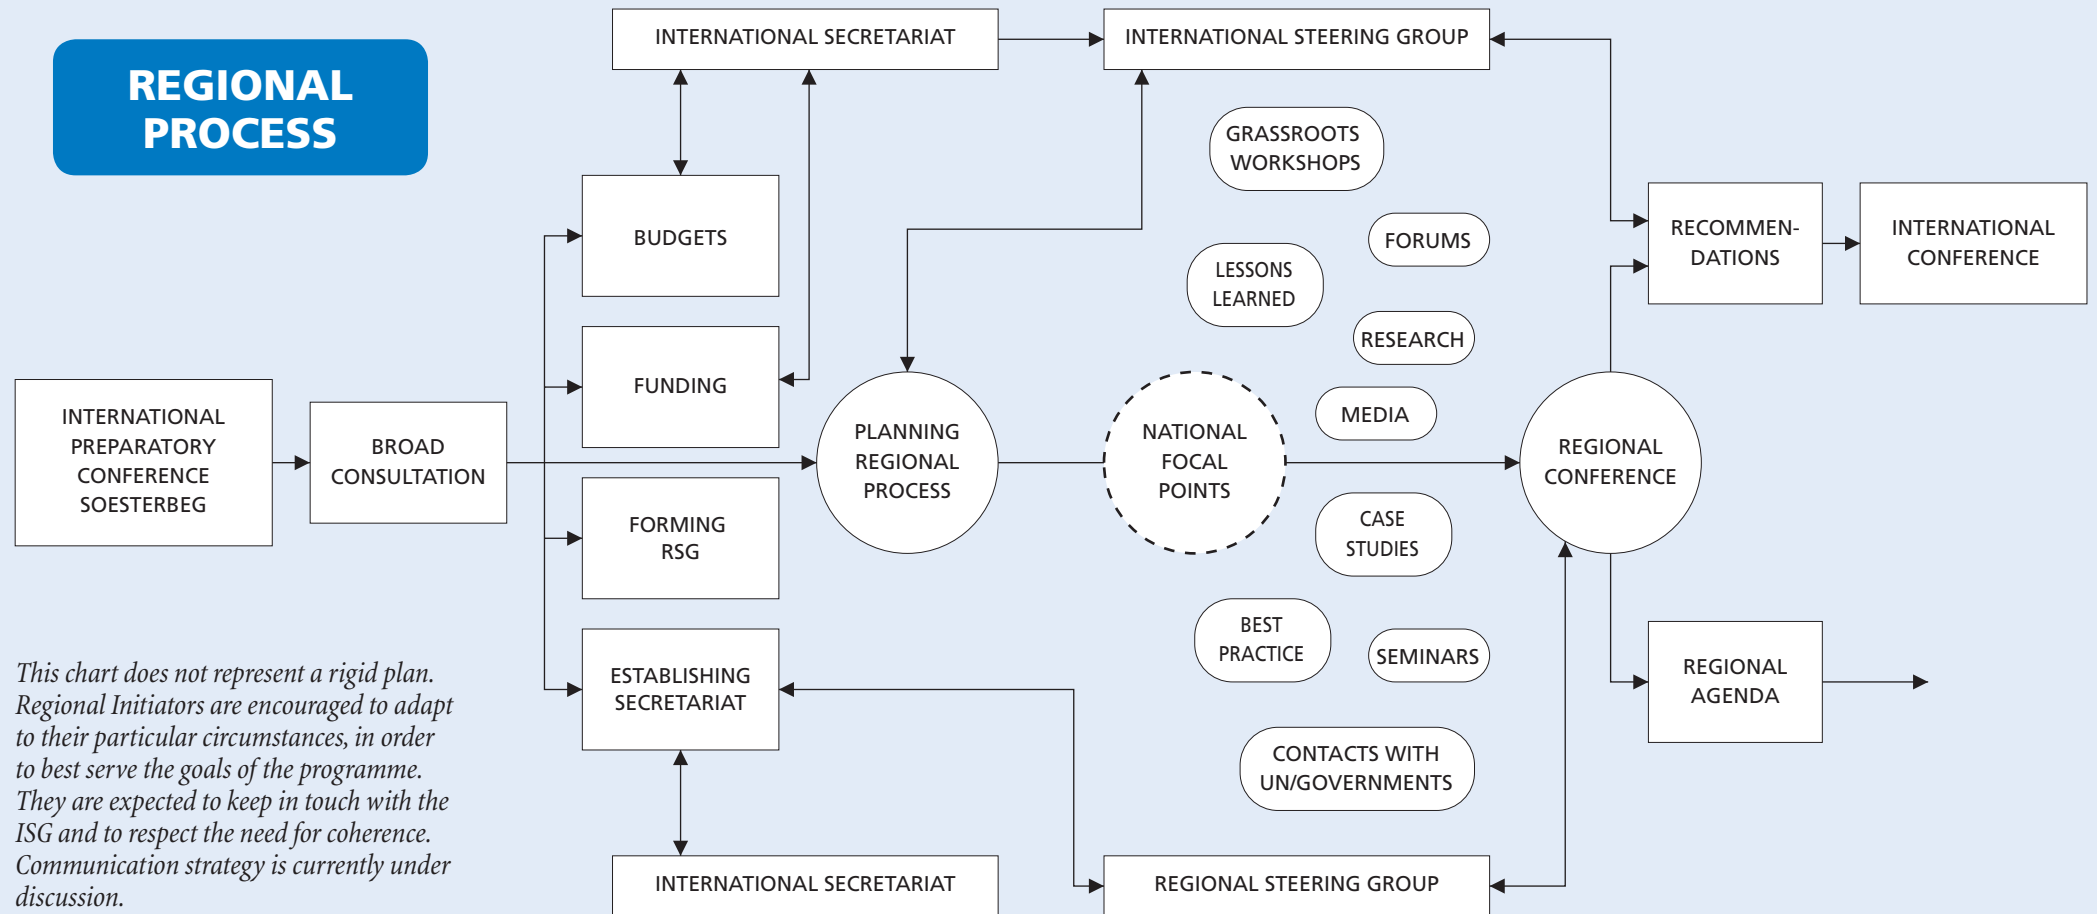 REGIONAL
PROCESS
INTERNATIONAL SECRETARIAT
INTERNATIONAL STEERING GROUP
GRASSROOTS
WORKSHOPS
BUDGETS
FORUMS
LESSONS
LEARNED
RECOMMEN-
DATIONS
INTERNATIONAL
CONFERENCE
RESEARCH
FUNDING
MEDIA
INTERNATIONAL
PREPARATORY
CONFERENCE
SOESTERBEG
BROAD
CONSULTATION
PLANNING
REGIONAL
PROCESS
NATIONAL
FOCAL
POINTS
REGIONAL
CONFERENCE
FORMING
RSG
CASE
STUDIES
BEST
PRACTICE
SEMINARS
ESTABLISHING
SECRETARIAT
REGIONAL
AGENDA
CONTACTS WITH
UN/GOVERNMENTS
This chart does not represent a rigid plan.
Regional Initiators are encouraged to adapt
to their particular circumstances, in order
to best serve the goals of the programme.
They are expected to keep in touch with the
ISG and to respect the need for coherence.
Communication strategy is currently under
discussion.
INTERNATIONAL SECRETARIAT
REGIONAL STEERING GROUP